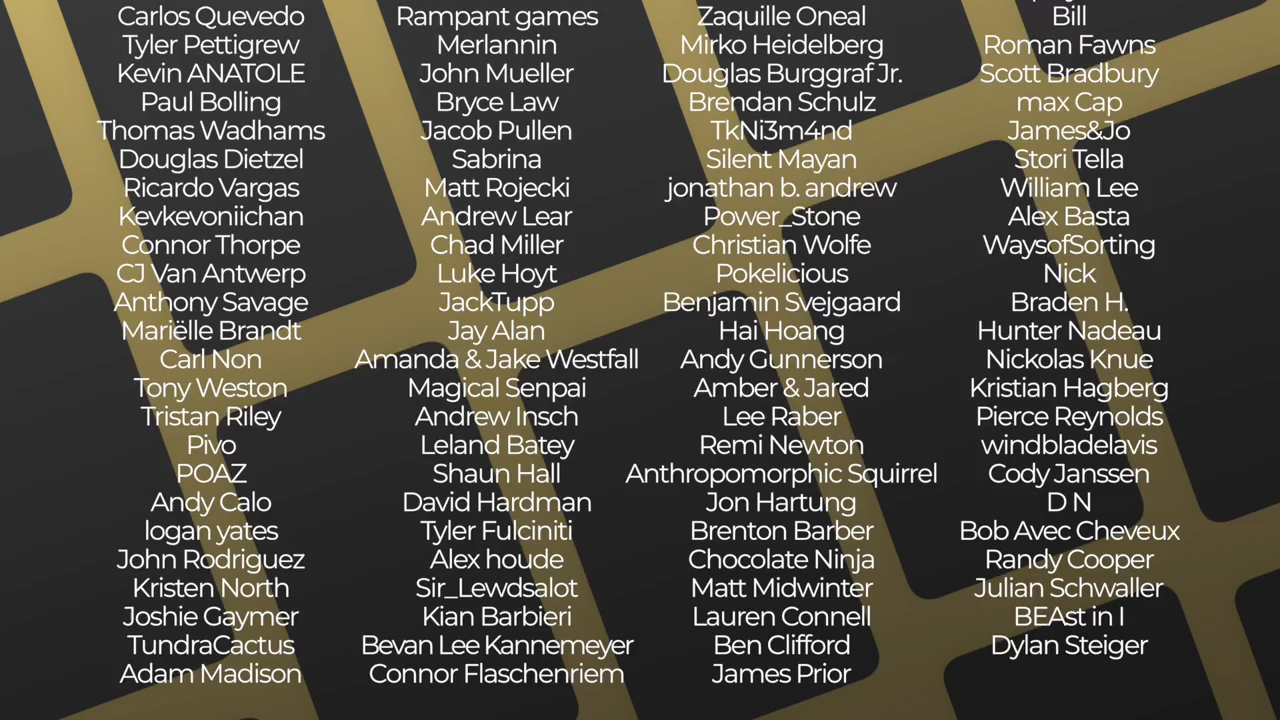 Carlos Quevedo
Tyler Pettigrew
Kevin ANATOLE
Paul Bolling
Thomas Wadhams
Douglas Dietzel
Ricardo Vargas
Kevkevoniichan
Connor Thorpe
CJ Van Antwerp
Anthony Savage
Mariëlle Brandt
Carl Non
Tony Weston
Tristan Riley
Pivo
POAZ
Andy Calo
logan yates
John Rodriguez
Kristen North
Joshie Gaymer
TundraCactus
Adam Madison
Rampant games
Merlannin
John Mueller
Bryce Law
Jacob Pullen
Sabrina
Matt Rojecki
Andrew Lear
Chad Miller
Luke Hoyt
JackTupp
Jay Alan
Amanda & Jake Westfall
Magical Senpai
Andrew Insch
Leland Batey
Shaun Hall
David Hardman
Tyler Fulciniti
Alex houde
Sir_Lewdsalot
Kian Barbieri
Bevan Lee Kannemeyer
Connor Flaschenriem
Zaquille Oneal
Mirko Heidelberg
Douglas Burggraf Jr.
Brendan Schulz
TkNi3m4nd
Silent Mayan
jonathan b. andrew
Power_Stone
Christian Wolfe
Pokelicious
Benjamin Svejgaard
Hai Hoang
Andy Gunnerson
Amber & Jared
Lee Raber
Remi Newton
Anthropomorphic Squirrel
Jon Hartung
Brenton Barber
Chocolate Ninja
Matt Midwinter
Lauren Connell
Ben Clifford
James Prior
Bill
Roman Fawns
Scott Bradbury
max Cap
James&Jo
Stori Tella
William Lee
Alex Basta
WaysofSorting
Nick
Braden H.
Hunter Nadeau
Nickolas Knue
Kristian Hagberg
Pierce Reynolds
windbladelavis
Cody Janssen
D N
Bob Avec Cheveux
Randy Cooper
Julian Schwaller
BEAst in I
Dylan Steiger